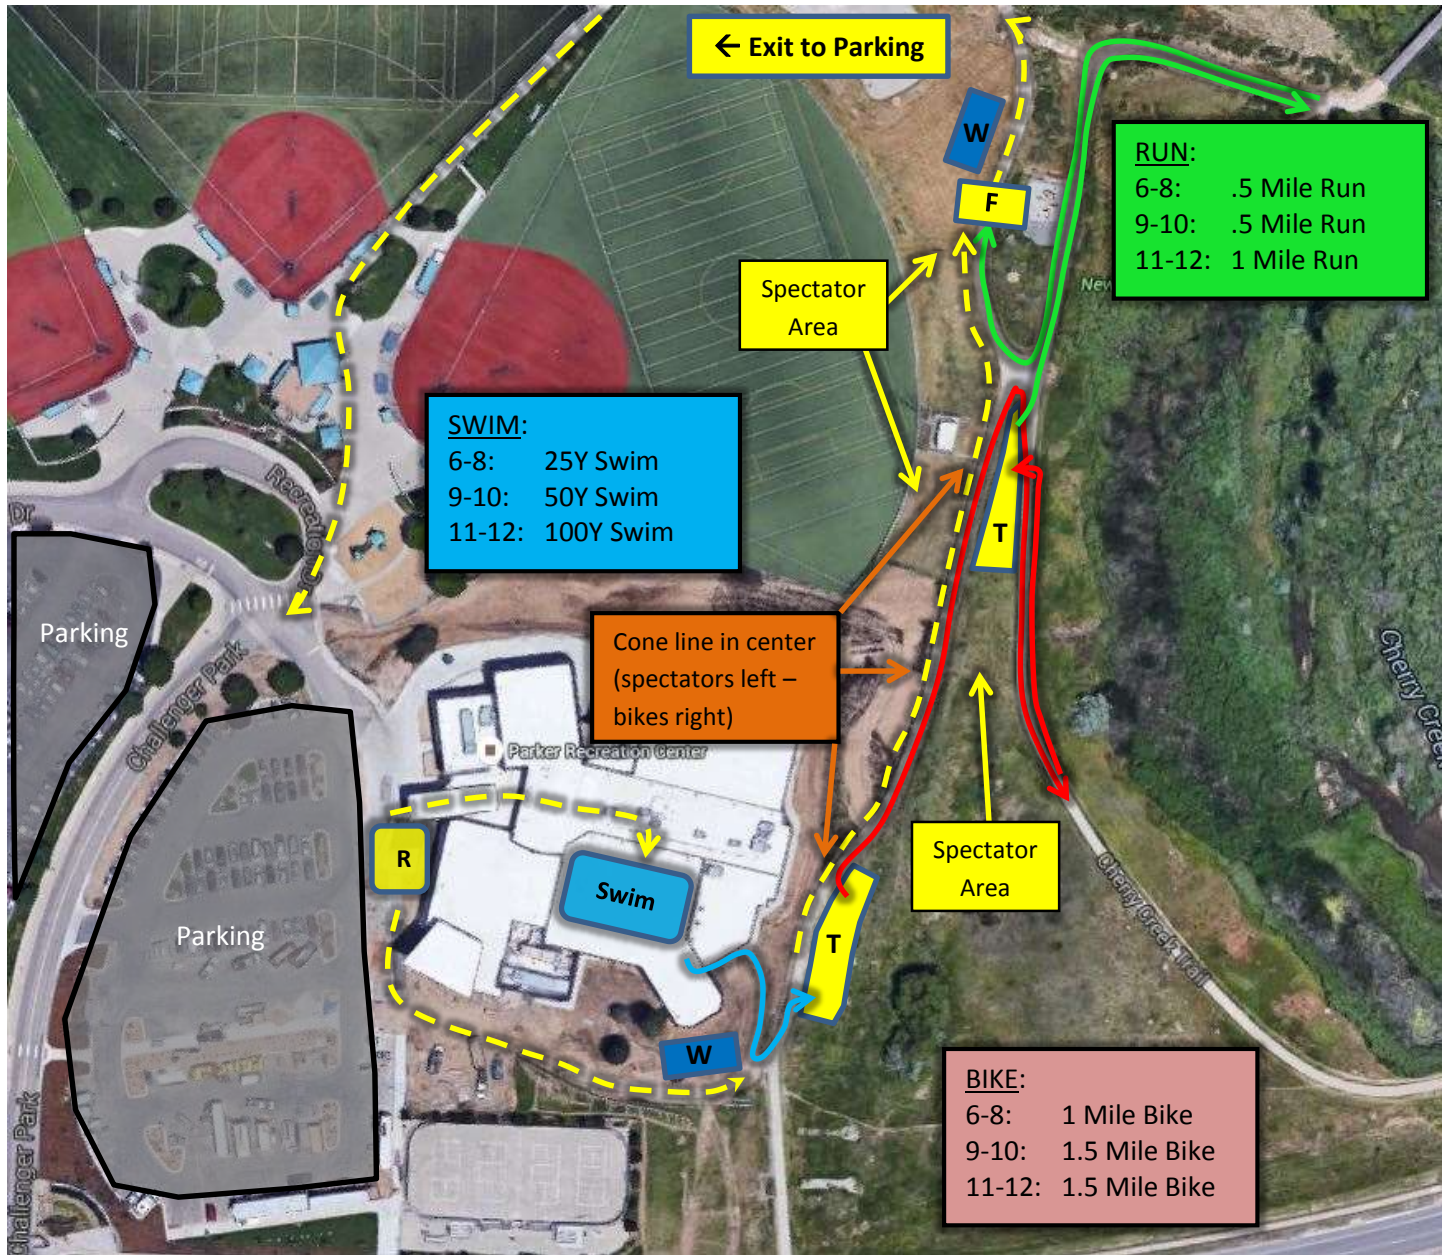 ← Exit to Parking
W
F
RUN:
6-8: .5 Mile Run
9-10: .5 Mile Run
11-12: 1 Mile Run
New
Spectator
Area
SWIM:
6-8: 25Y Swim
9-10: 50Y Swim
11-12: 100Y Swim
Dr
Recreation Dr
T
Parking
Cone line in center
(spectators left –
bikes right)
Challenger Park
Cherry Creek
Parker Recreation Center
R
Swim
Spectator
Area
Cherry Creek Trail
Parking
T
W
BIKE:
6-8: 1 Mile Bike
9-10: 1.5 Mile Bike
11-12: 1.5 Mile Bike
Challenger Park